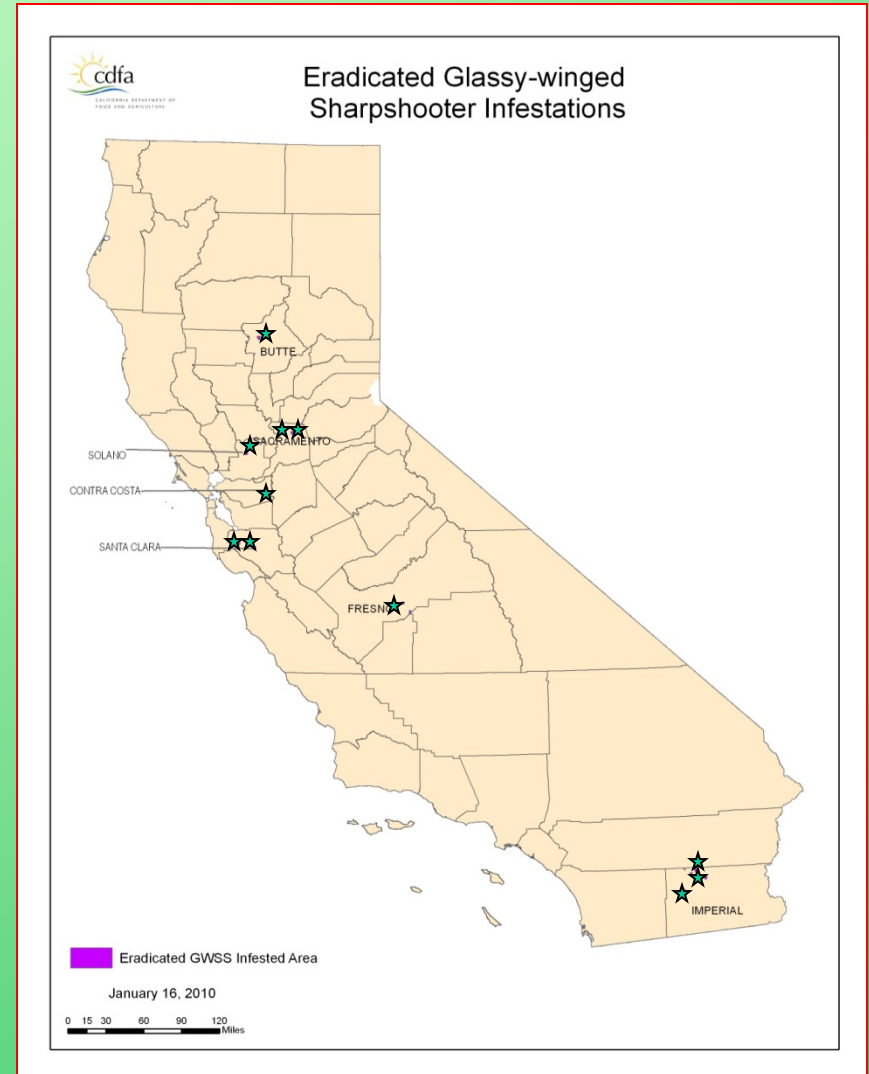 cdfa
CALIFORNIA DEPARTMENT OF
FOOD AND AGRICULTURE
Eradicated Glassy-winged
Sharpshooter Infestations
BUTTE
SACRAMENTO
SOLANO
CONTRA COSTA
SANTA CLARA
FRESNO
IMPERIAL
Eradicated GWSS Infested Area
January 16, 2010
0 15 30 60 90 120
Miles